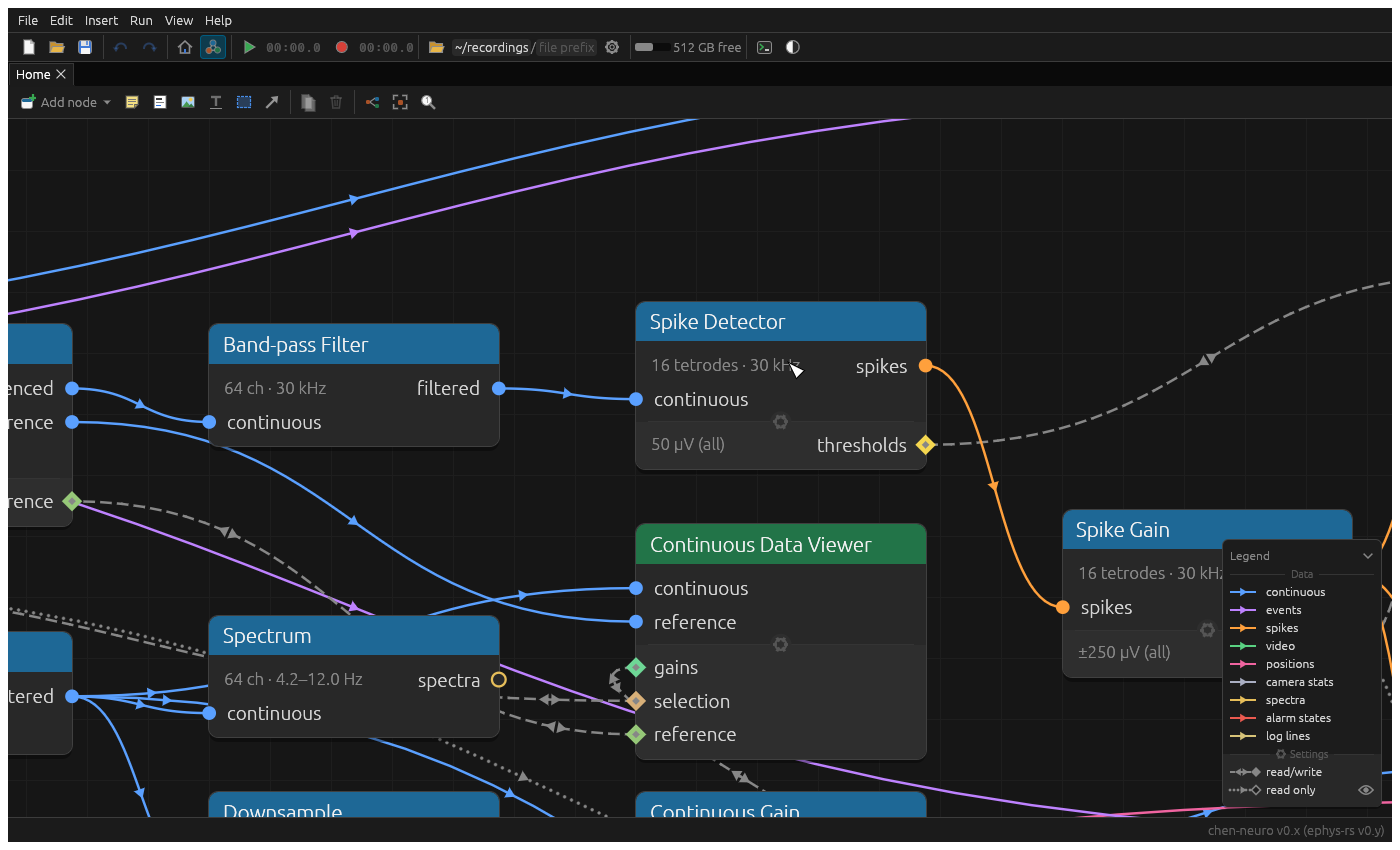 File Edit Insert Run View Help
00:00.0 00:00.0 ~/recordings/file prefix 512 GB free
Home
Add node
Spike Detector
16 tetrodes · 30 kHz spikes
continuous
50 µV (all) thresholds
Band-pass Filter
64 ch · 30 kHz filtered
continuous
enced
rence
rence
Continuous Data Viewer
continuous
reference
gains
selection
reference
Spike Gain
16 tetrodes · 30 kHz
spikes
±250 µV (all)
Spectrum
64 ch · 4.2–12.0 Hz spectra
continuous
tered
Downsample
Continuous Gain
Legend
Data
continuous
events
spikes
video
positions
camera stats
spectra
alarm states
log lines
Settings
read/write
read only
chen-neuro v0.x (ephys-rs v0.y)